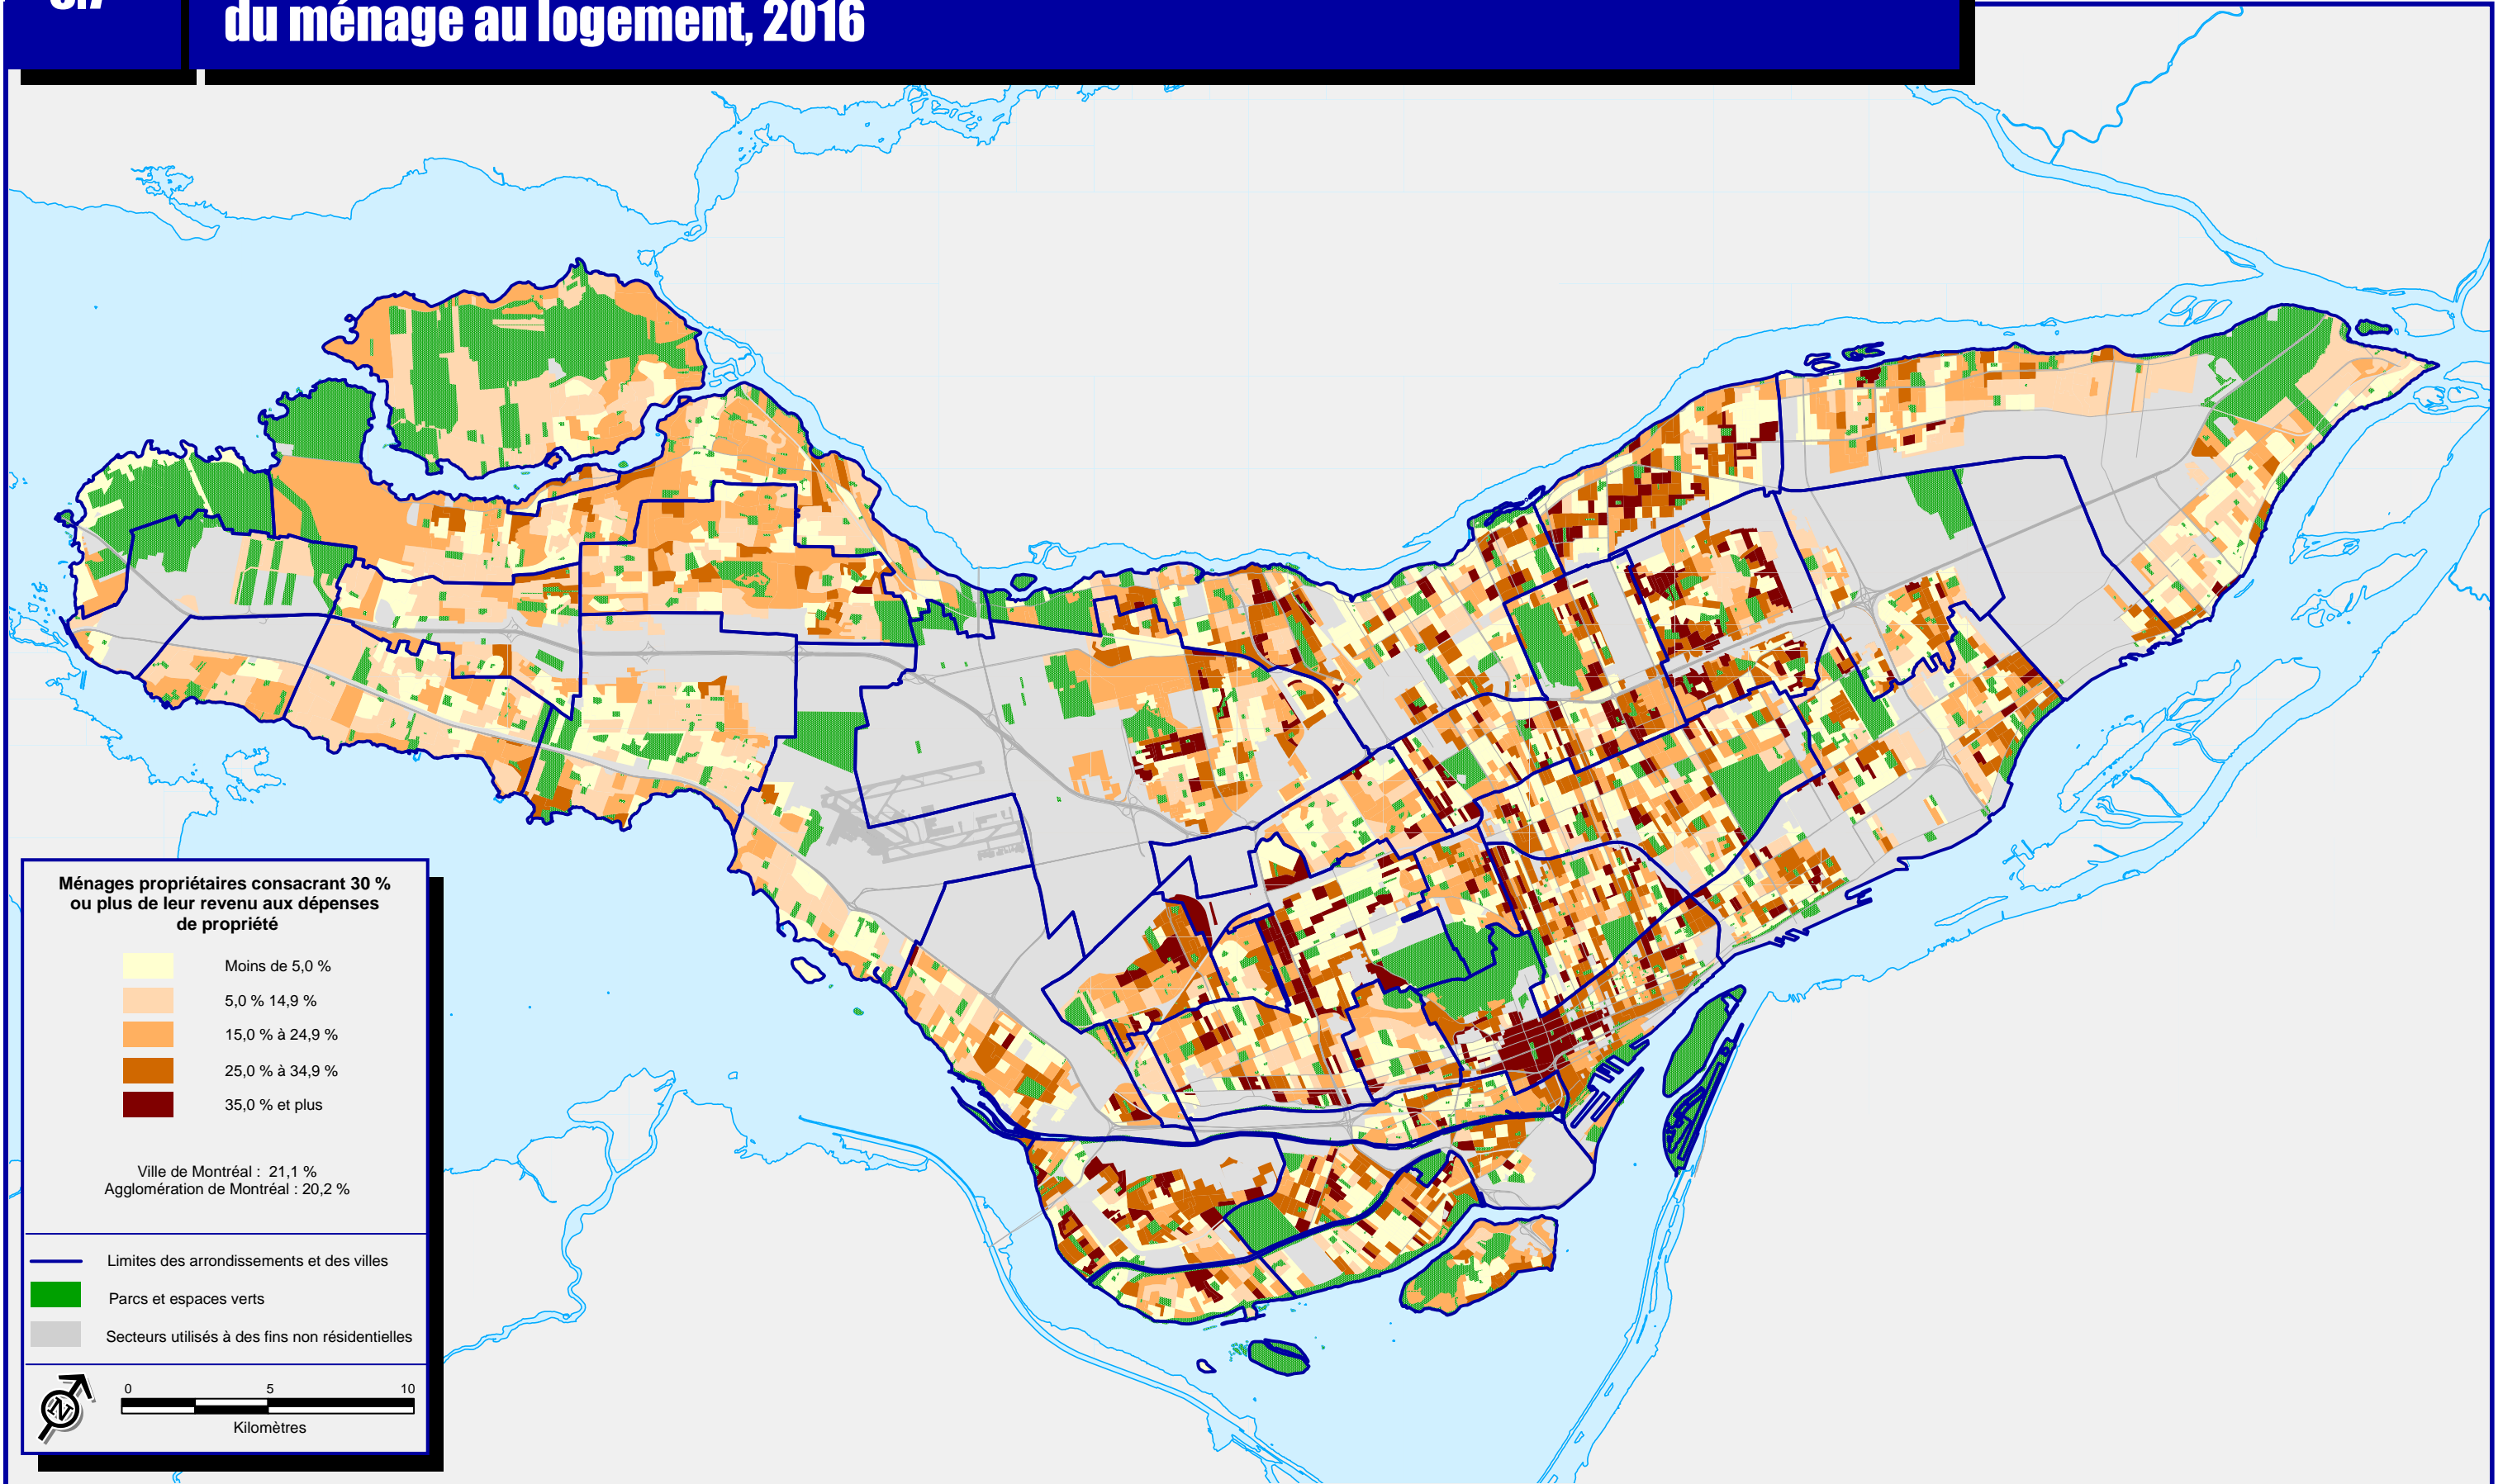 du ménage au logement, 2016
Ménages propriétaires consacrant 30 %
ou plus de leur revenu aux dépenses
de propriété
Moins de 5,0 %
5,0 % 14,9 %
15,0 % à 24,9 %
25,0 % à 34,9 %
35,0 % et plus
Ville de Montréal : 21,1 %
Agglomération de Montréal : 20,2 %
Limites des arrondissements et des villes
Parcs et espaces verts
Secteurs utilisés à des fins non résidentielles
N
0 5 10
Kilomètres